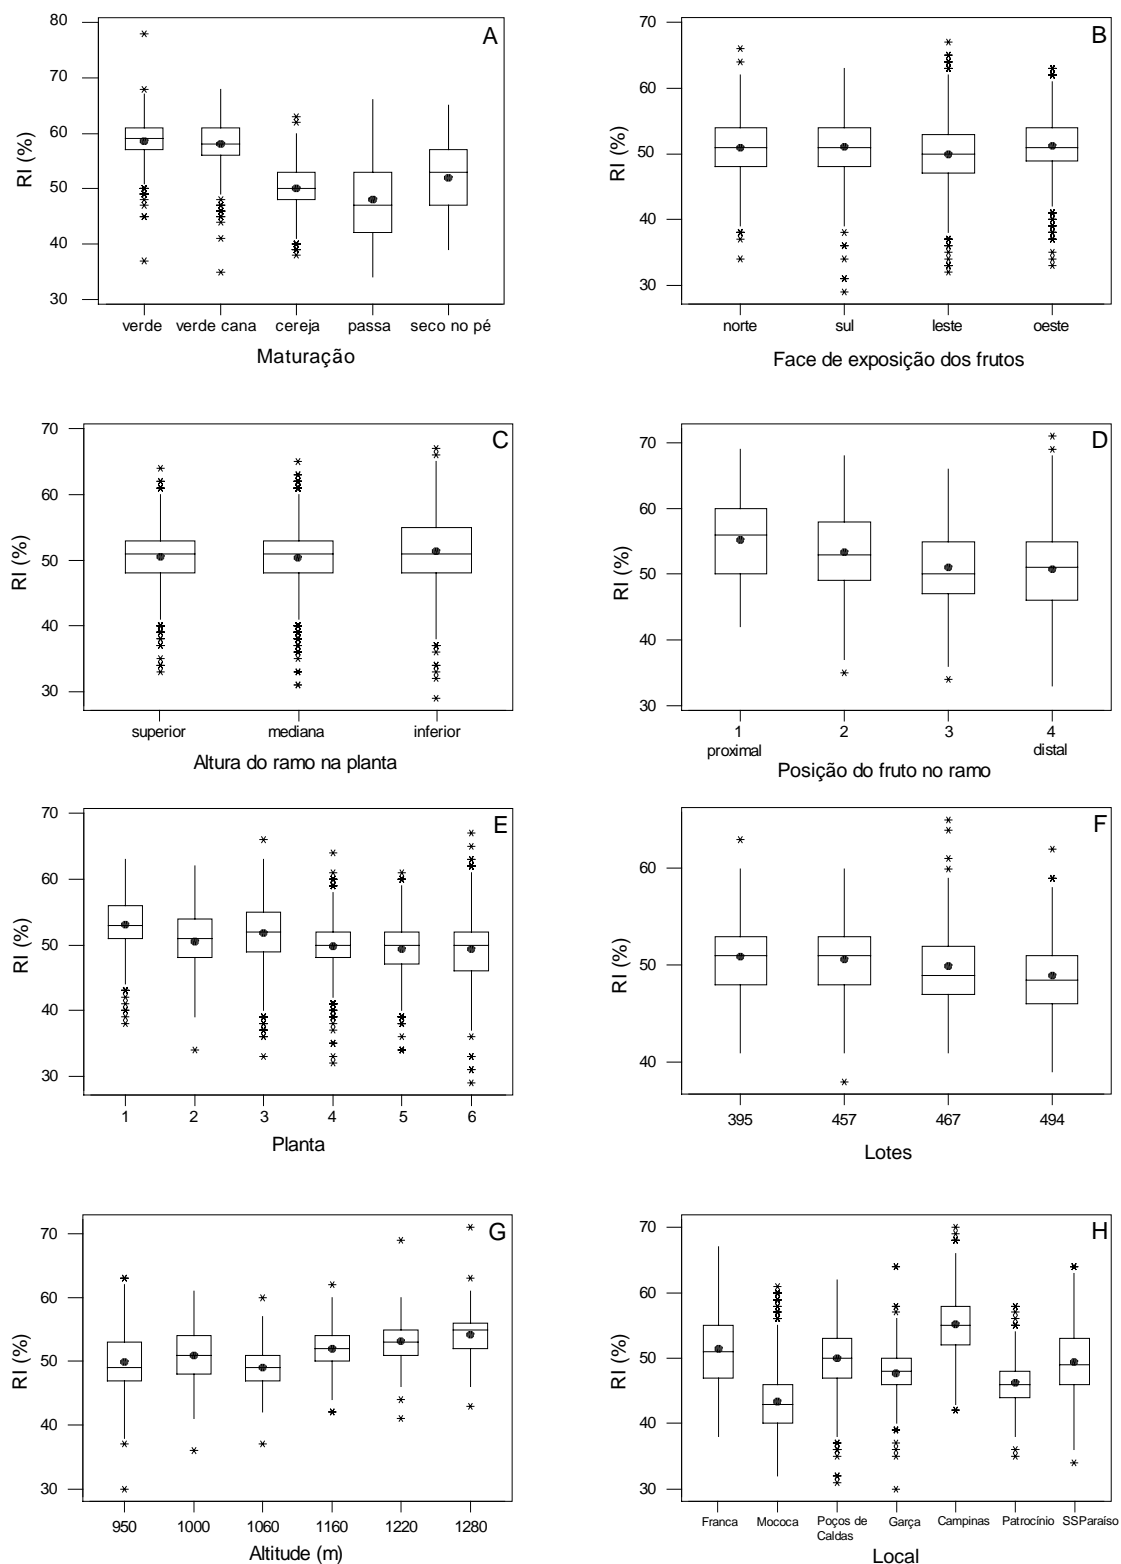 A
80
70
60
50
40
30
RI (%)
verde verde cana cereja passa seco no pé
Maturação
B
70
60
50
40
30
RI (%)
norte sul leste oeste
Face de exposição dos frutos
C
70
60
50
40
30
RI (%)
superior mediana inferior
Altura do ramo na planta
D
70
60
50
40
30
RI (%)
1 2 3 4
proximal distal
Posição do fruto no ramo
E
70
60
50
40
30
RI (%)
1 2 3 4 5 6
Planta
F
60
50
40
RI (%)
395 457 467 494
Lotes
G
70
60
50
40
30
RI (%)
950 1000 1060 1160 1220 1280
Altitude (m)
H
70
60
50
40
30
RI (%)
Franca Mococa Poços de Garça Campinas Patrocínio SSParaíso
Caldas
Local